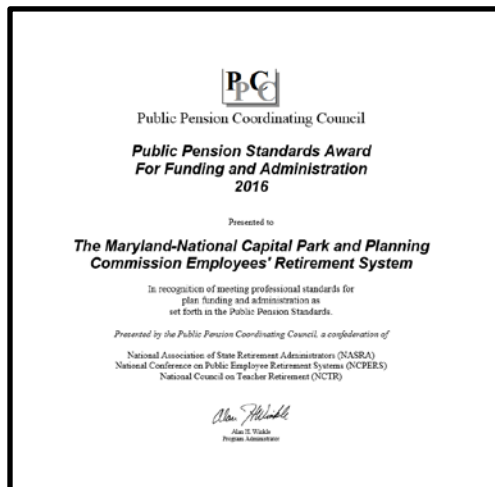 PPCC
Public Pension Coordinating Council
Public Pension Standards Award
For Funding and Administration
2016
Presented to
The Maryland-National Capital Park and Planning
Commission Employees' Retirement System
In recognition of meeting professional standards for
plan funding and administration as
set forth in the Public Pension Standards.
Presented by the Public Pension Coordinating Council, a confederation of
National Association of State Retirement Administrators (NASRA)
National Conference on Public Employee Retirement Systems (NCPERS)
National Council on Teacher Retirement (NCTR)
Alan H. Winkle
Alan H. Winkle
Program Administrator